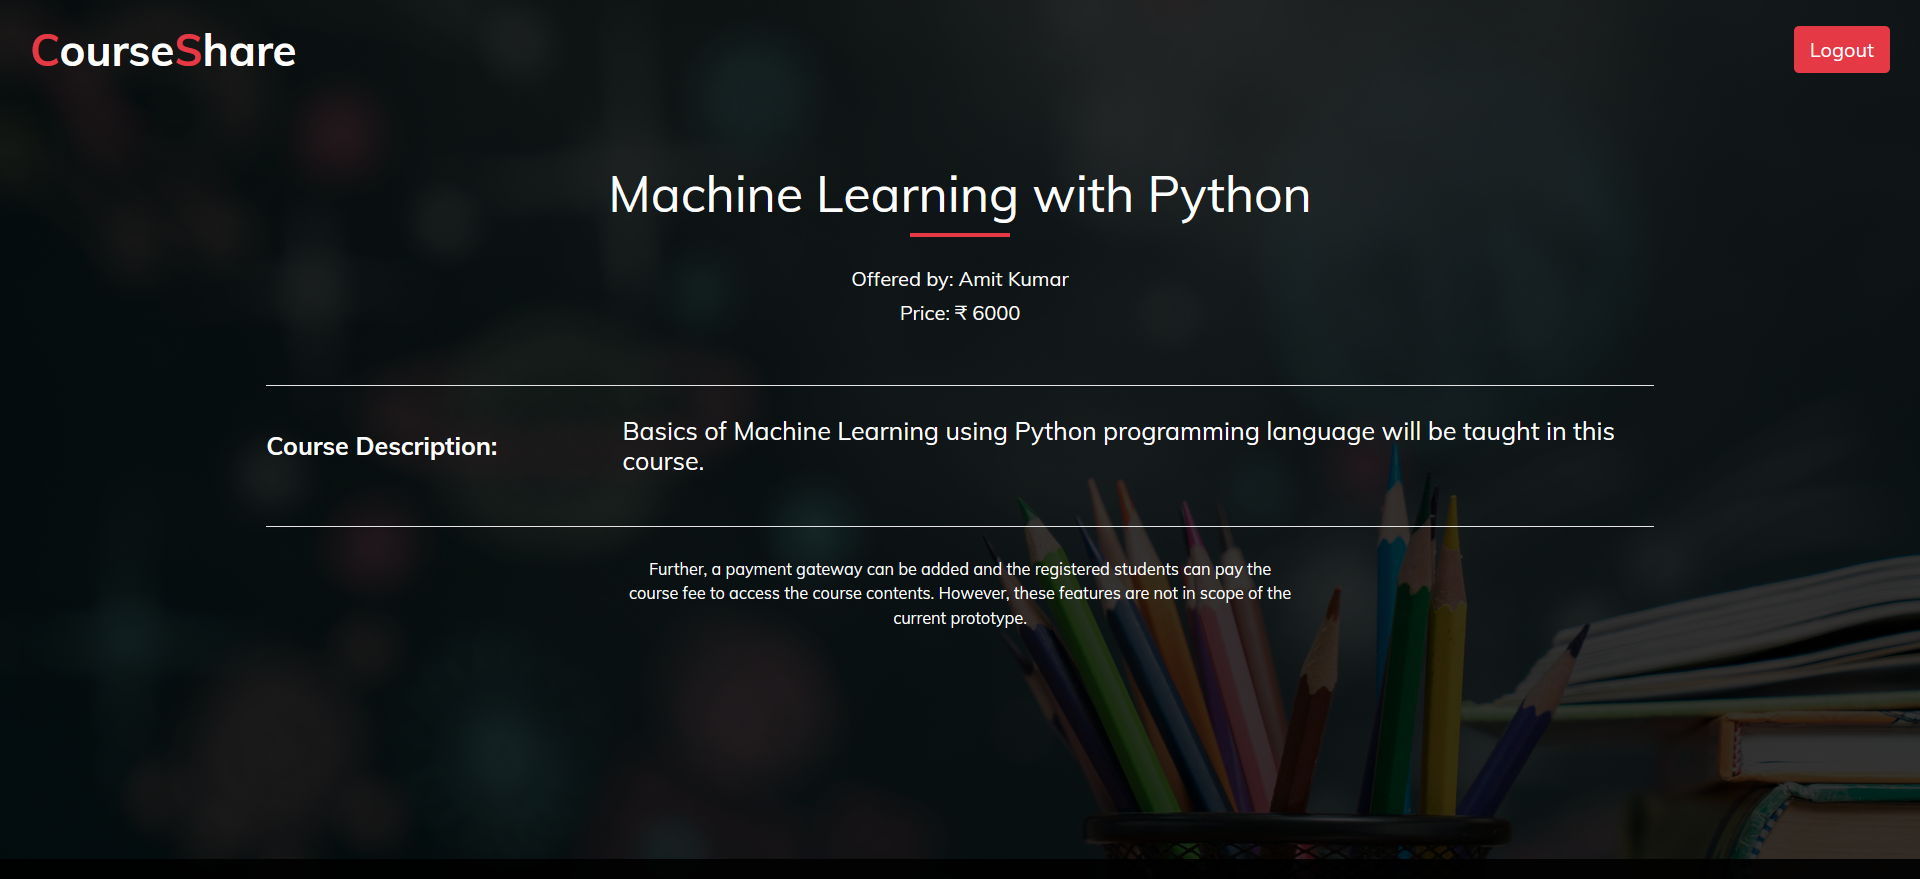 CourseShare
Logout
Machine Learning with Python
Offered by: Amit Kumar
Price: ₹ 6000
Course Description:
Basics of Machine Learning using Python programming language will be taught in this
course.
Further, a payment gateway can be added and the registered students can pay the
course fee to access the course contents. However, these features are not in scope of the
current prototype.